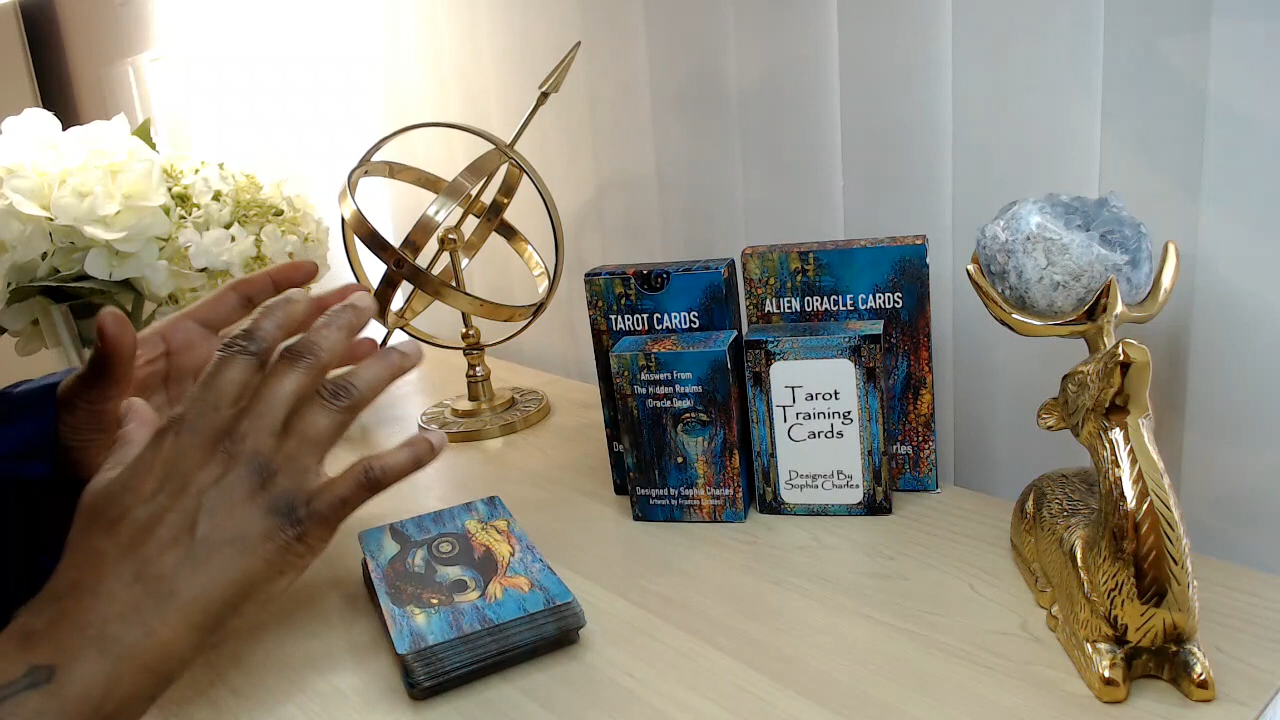 TAROT CARDS
ALIEN ORACLE CARDS
Answers From
The Hidden Realms
(Oracle Deck)
Designed by Sophia Charles
Tarot
Training
Cards
Designed By
Sophia Charles